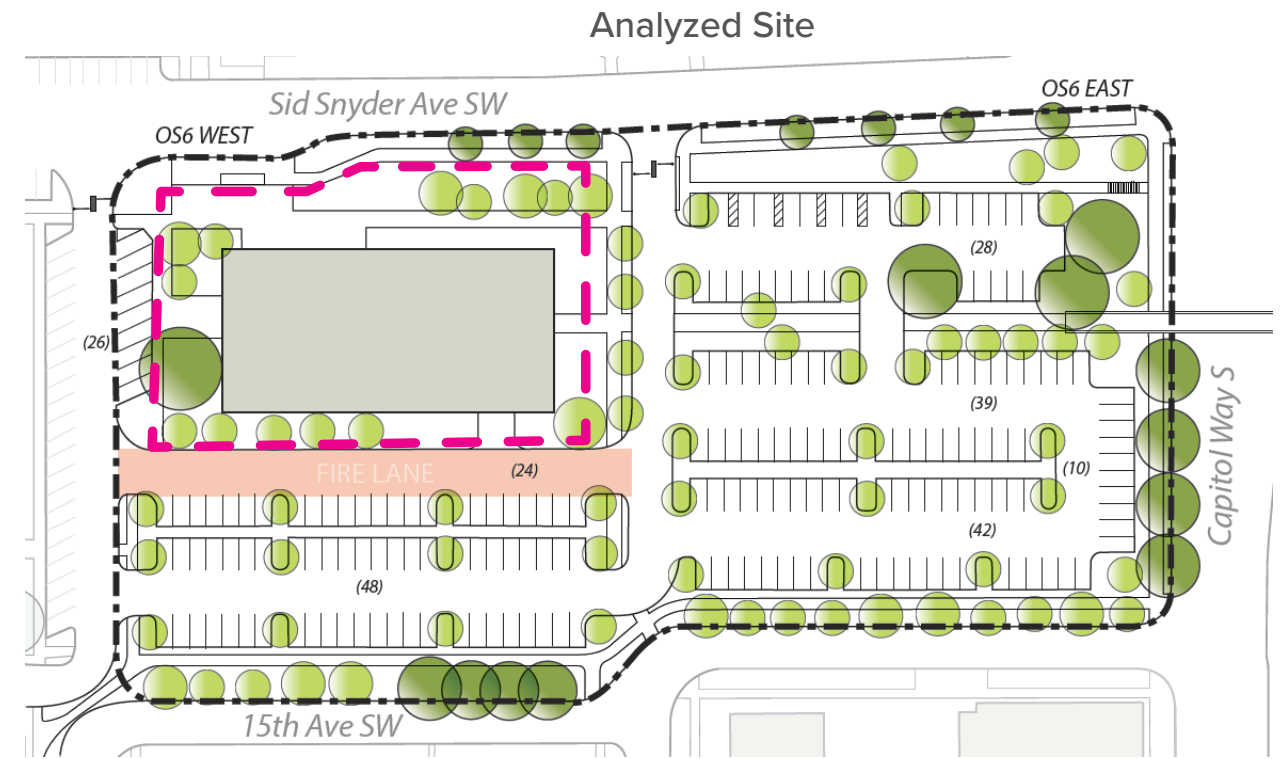 Analyzed Site
Sid Snyder Ave SW
OS6 EAST
OS6 WEST
(28)
(26)
(39)
Capitol Way S
FIRE LANE
(24)
(10)
(42)
(48)
15th Ave SW